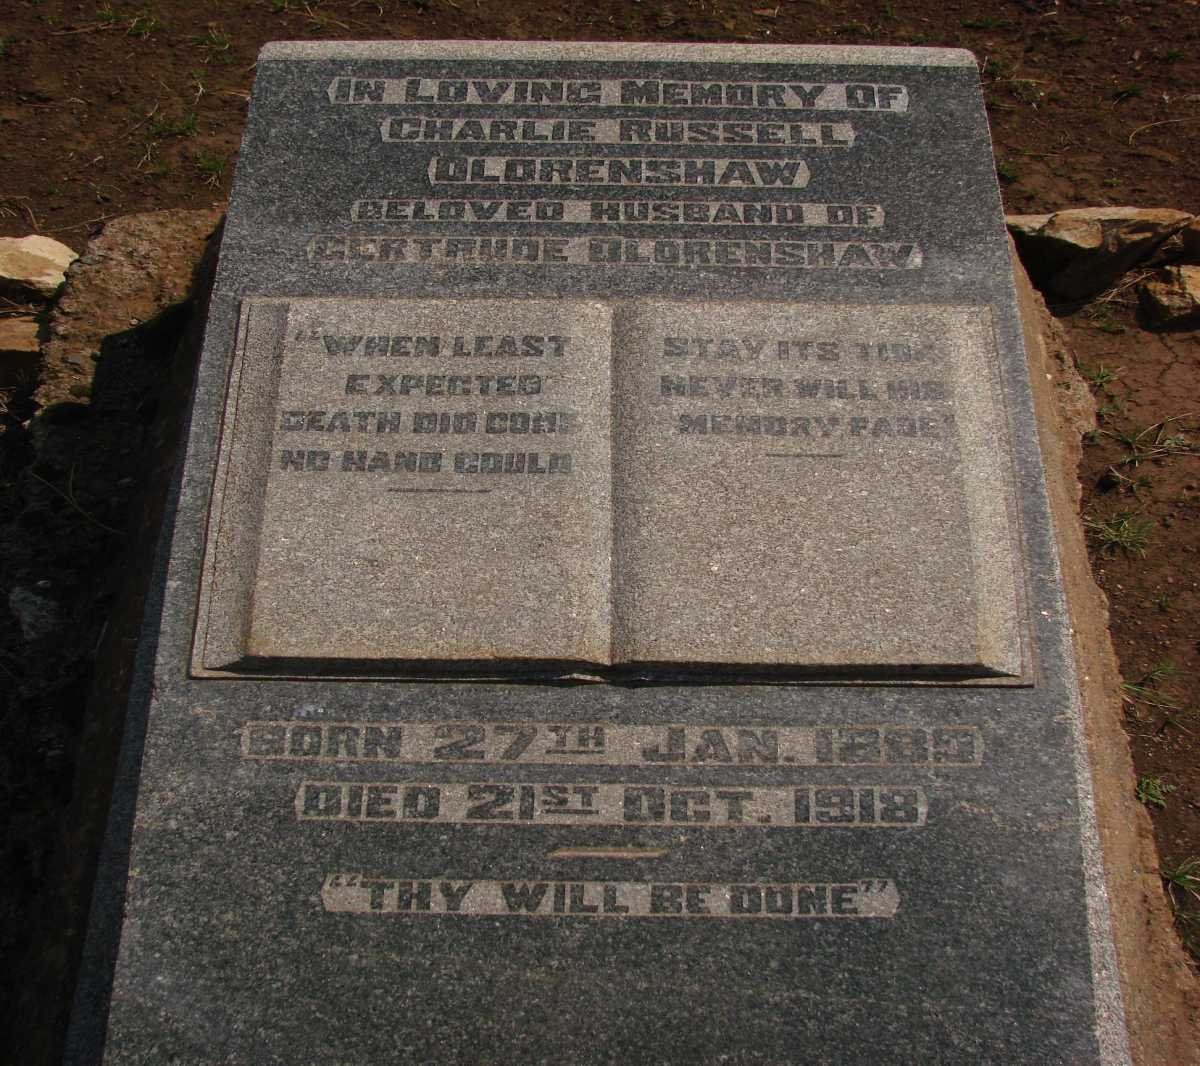 IN LOVING MEMORY OF
CHARLIE RUSSELL
OLORENSHAW
BELOVED HUSBAND OF
GERTRUDE OLORENSHAW
"WHEN LEAST
EXPECTED
DEATH DID COME
NO HAND COULD
STAY ITS TIDE
NEVER WILL HIS
MEMORY FADE"
BORN 27TH JAN. 1889
DIED 21ST OCT. 1918
"THY WILL BE DONE"